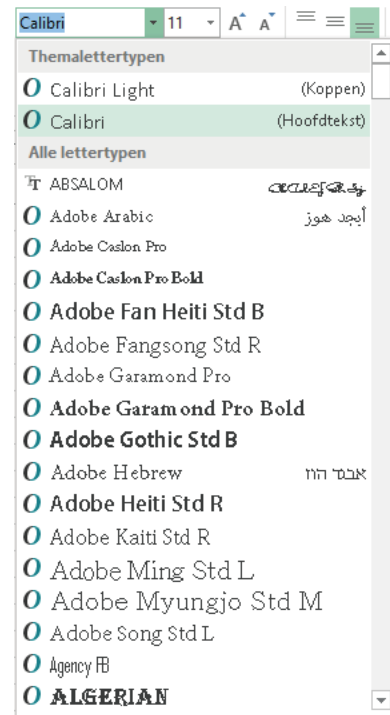 Calibri 11 A A
Themalettertypen
Calibri Light (Koppen)
Calibri (Hoofdtekst)
Alle lettertypen
ABSALOM
Adobe Arabic أبجد هوز
Adobe Caslon Pro
Adobe Caslon Pro Bold
Adobe Fan Heiti Std B
Adobe Fangsong Std R
Adobe Garamond Pro
Adobe Garamond Pro Bold
Adobe Gothic Std B
Adobe Hebrew אבגד הוז
Adobe Heiti Std R
Adobe Kaiti Std R
Adobe Ming Std L
Adobe Myungjo Std M
Adobe Song Std L
Agency FB
ALGERIAN